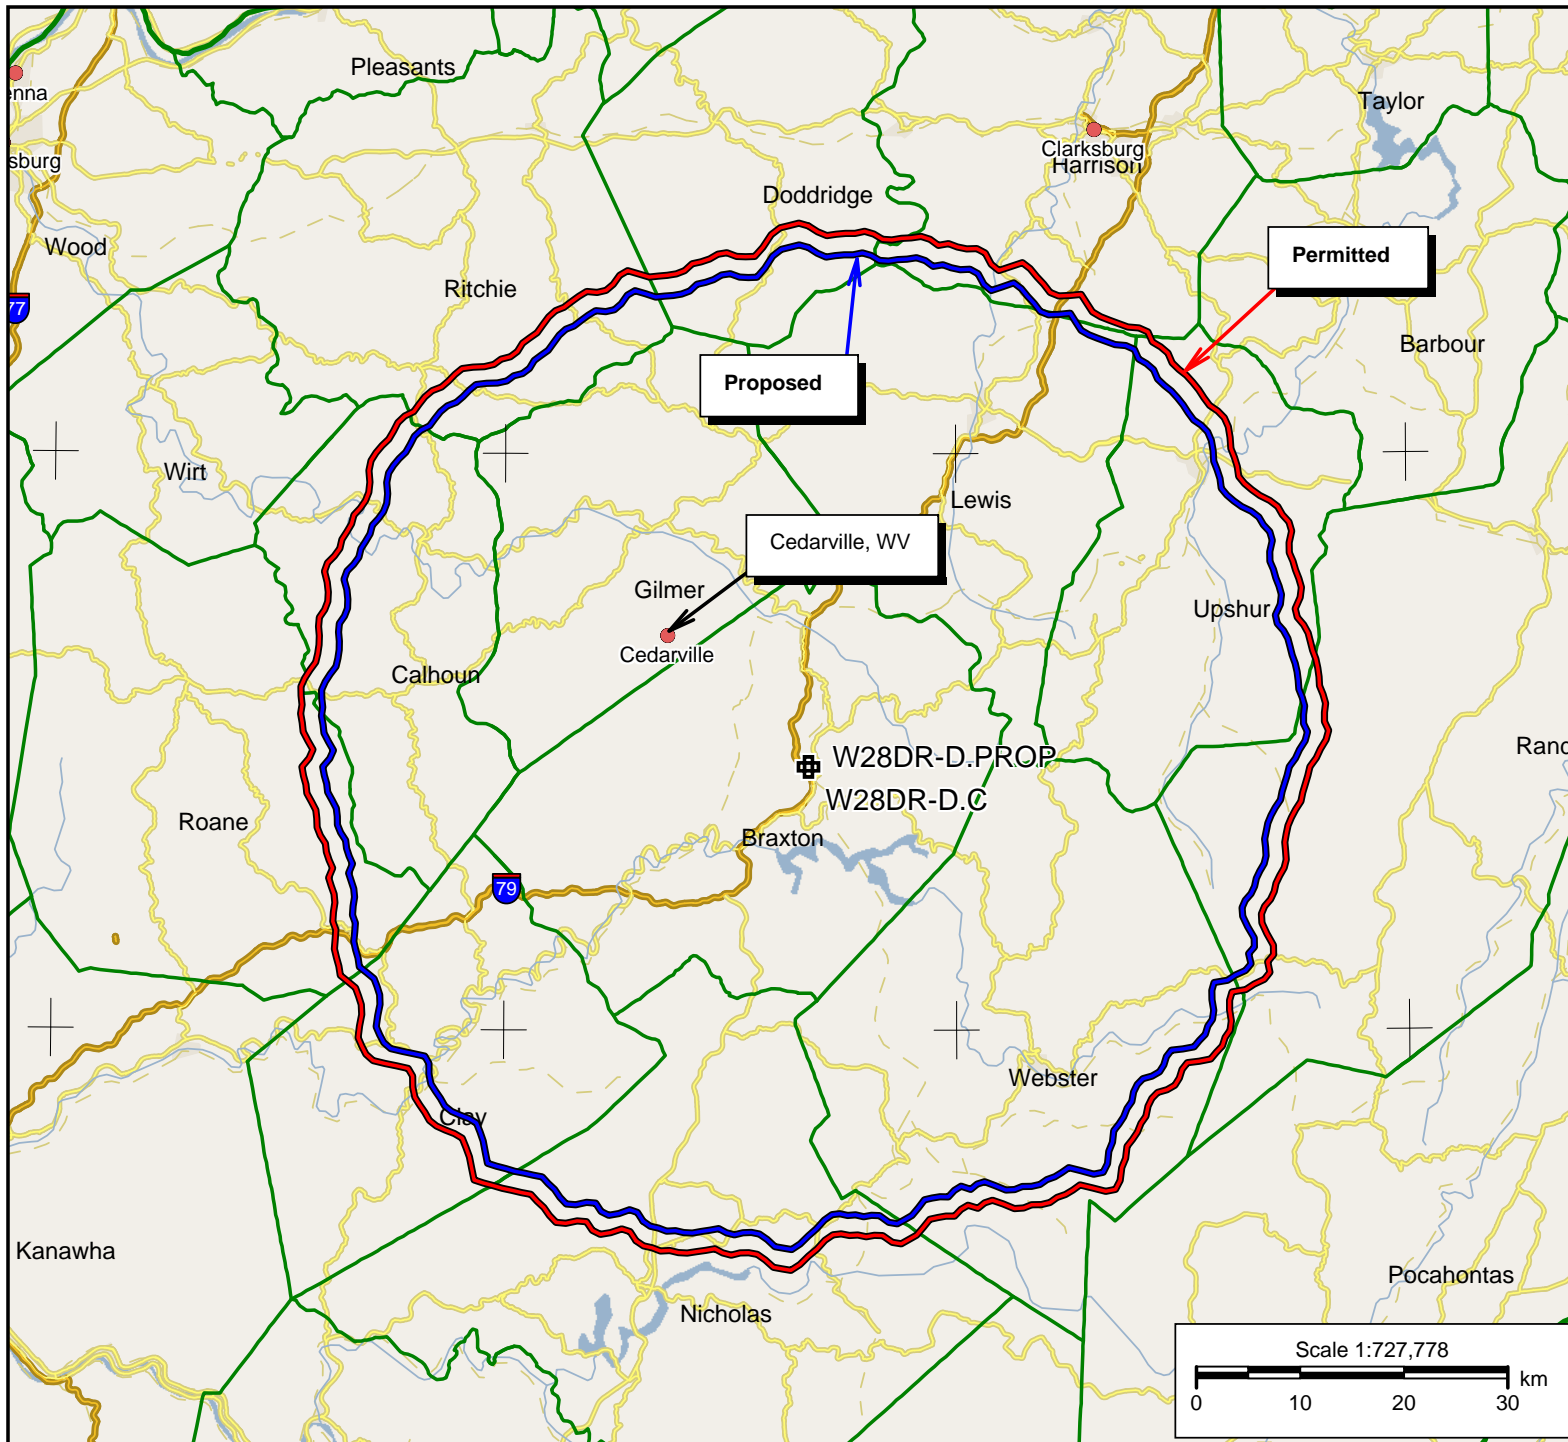 Pleasants
Taylor
enna
Clarksburg
Harrison
sburg
Doddridge
Wood
Permitted
Ritchie
77
Barbour
Proposed
Wirt
Lewis
Cedarville, WV
Gilmer
Upshur
Cedarville
Calhoun
W28DR-D.PROP
Ranc
W28DR-D.C
Roane
Braxton
79
Webster
Clay
Kanawha
Pocahontas
Nicholas
Scale 1:727,778
km
0 10 20 30